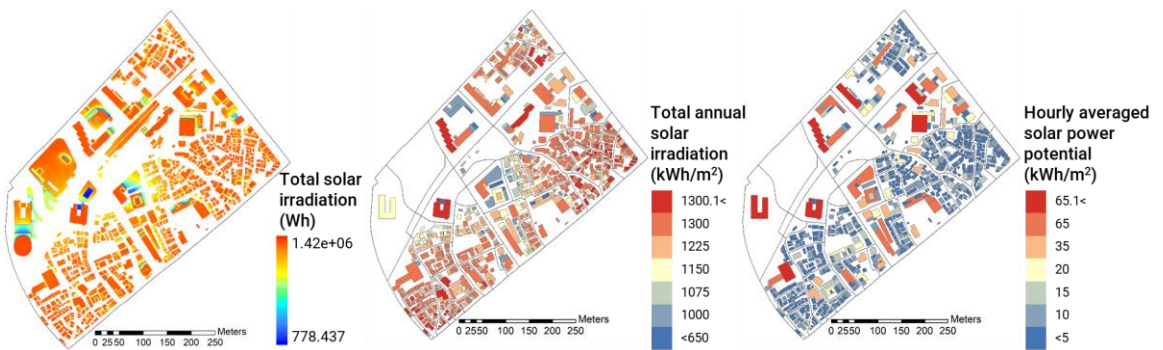 Total solar
irradiation
(Wh)
1.42e+06
778.437
Meters
0 2550 100 150 200 250
Total annual
solar
irradiation
(kWh/m²)
1300.1<
1300
1225
1150
1075
1000
<650
Meters
0 2550 100 150 200 250
Hourly averaged
solar power
potential
(kWh/m²)
65.1<
65
35
20
15
10
<5
Meters
0 2550 100 150 200 250